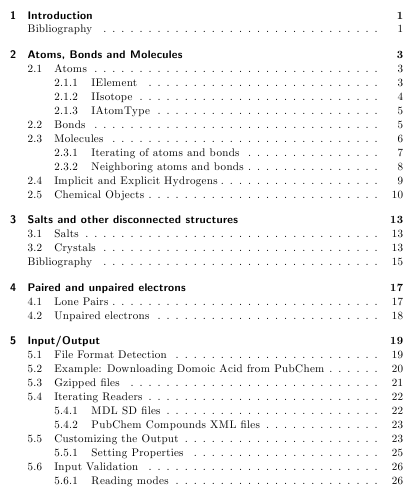 1 Introduction 1
Bibliography . . . . . . . . . . . . . . . . . . . . . . . . . . . . . . . 1
2 Atoms, Bonds and Molecules 3
2.1 Atoms . . . . . . . . . . . . . . . . . . . . . . . . . . . . . . . . 3
2.1.1 IElement . . . . . . . . . . . . . . . . . . . . . . . . . . 3
2.1.2 IIsotope . . . . . . . . . . . . . . . . . . . . . . . . . . 4
2.1.3 IAtomType . . . . . . . . . . . . . . . . . . . . . . . . . 5
2.2 Bonds . . . . . . . . . . . . . . . . . . . . . . . . . . . . . . . . 5
2.3 Molecules . . . . . . . . . . . . . . . . . . . . . . . . . . . . . . 6
2.3.1 Iterating of atoms and bonds . . . . . . . . . . . . . . . 7
2.3.2 Neighboring atoms and bonds . . . . . . . . . . . . . . . 8
2.4 Implicit and Explicit Hydrogens . . . . . . . . . . . . . . . . . . 9
2.5 Chemical Objects . . . . . . . . . . . . . . . . . . . . . . . . . . 10
3 Salts and other disconnected structures 13
3.1 Salts . . . . . . . . . . . . . . . . . . . . . . . . . . . . . . . . . 13
3.2 Crystals . . . . . . . . . . . . . . . . . . . . . . . . . . . . . . . 13
Bibliography . . . . . . . . . . . . . . . . . . . . . . . . . . . . . . . 15
4 Paired and unpaired electrons 17
4.1 Lone Pairs . . . . . . . . . . . . . . . . . . . . . . . . . . . . . . 17
4.2 Unpaired electrons . . . . . . . . . . . . . . . . . . . . . . . . . 18
5 Input/Output 19
5.1 File Format Detection . . . . . . . . . . . . . . . . . . . . . . . 19
5.2 Example: Downloading Domoic Acid from PubChem . . . . . . 20
5.3 Gzipped files . . . . . . . . . . . . . . . . . . . . . . . . . . . . 21
5.4 Iterating Readers . . . . . . . . . . . . . . . . . . . . . . . . . . 22
5.4.1 MDL SD files . . . . . . . . . . . . . . . . . . . . . . . . 22
5.4.2 PubChem Compounds XML files . . . . . . . . . . . . . 23
5.5 Customizing the Output . . . . . . . . . . . . . . . . . . . . . . 23
5.5.1 Setting Properties . . . . . . . . . . . . . . . . . . . . . 25
5.6 Input Validation . . . . . . . . . . . . . . . . . . . . . . . . . . 26
5.6.1 Reading modes . . . . . . . . . . . . . . . . . . . . . . . 26